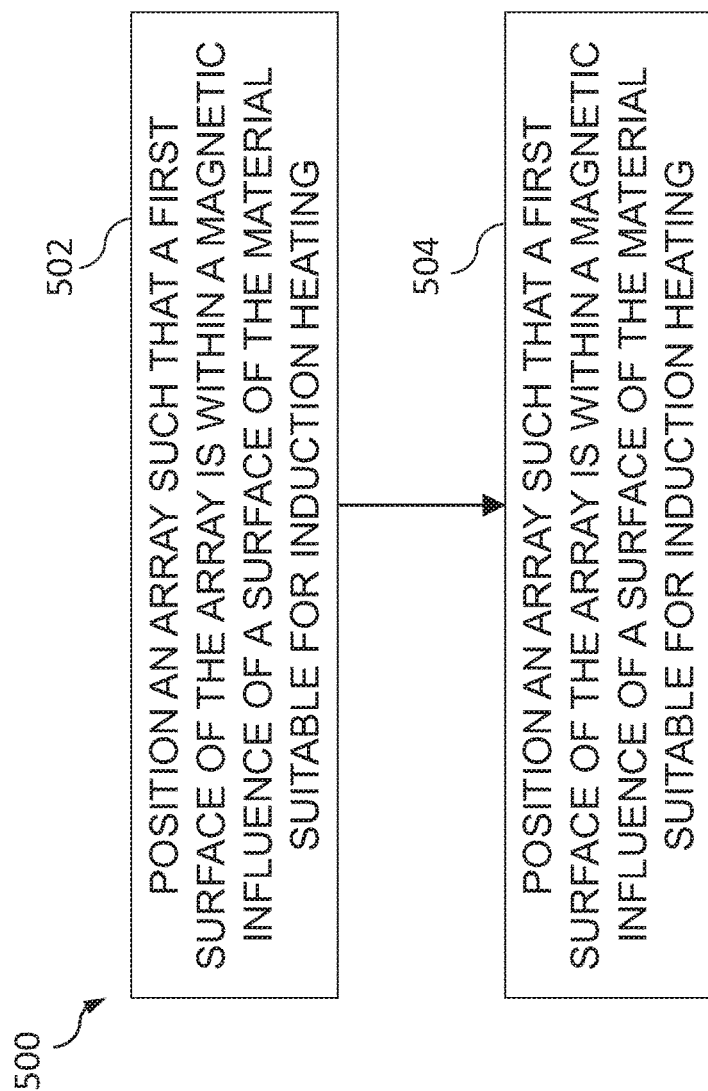 500
502
POSITION AN ARRAY SUCH THAT A FIRST
SURFACE OF THE ARRAY IS WITHIN A MAGNETIC
INFLUENCE OF A SURFACE OF THE MATERIAL
SUITABLE FOR INDUCTION HEATING
504
POSITION AN ARRAY SUCH THAT A FIRST
SURFACE OF THE ARRAY IS WITHIN A MAGNETIC
INFLUENCE OF A SURFACE OF THE MATERIAL
SUITABLE FOR INDUCTION HEATING